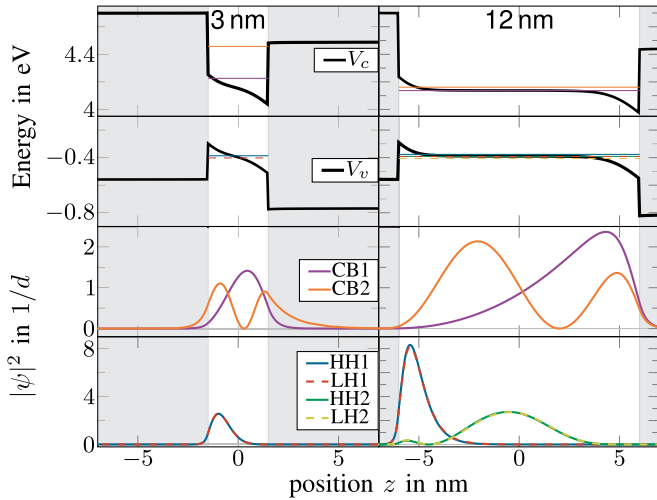 3 nm
12 nm
Energy in eV
4.4
4
V_c
−0.4
−0.8
V_v
|ψ|² in 1/d
2
1
0
CB1
CB2
8
4
0
HH1
LH1
HH2
LH2
−5
0
5
−5
0
5
position z in nm